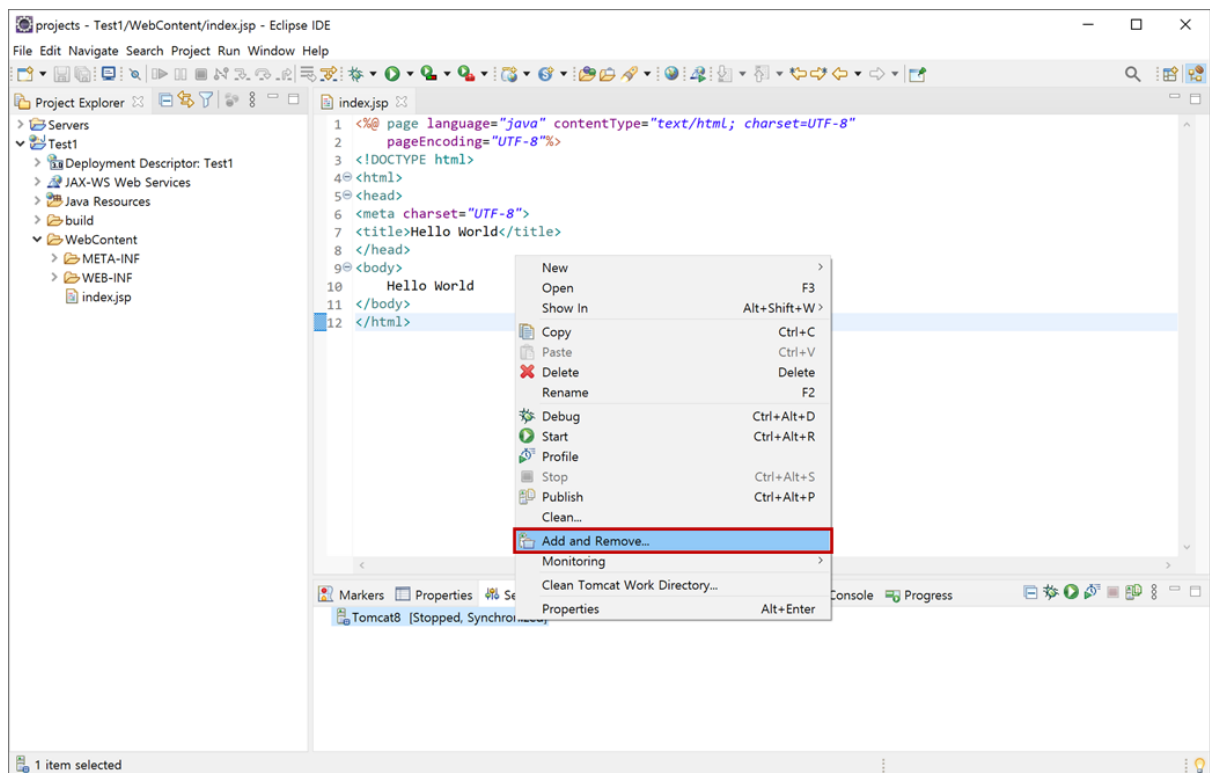 projects - Test1/WebContent/index.jsp - Eclipse IDE
File Edit Navigate Search Project Run Window Help
Project Explorer
Servers
Test1
Deployment Descriptor: Test1
JAX-WS Web Services
Java Resources
build
WebContent
META-INF
WEB-INF
index.jsp
index.jsp
1 <%@ page language="java" contentType="text/html; charset=UTF-8"
2 pageEncoding="UTF-8"%>
3 <!DOCTYPE html>
4 <html>
5 <head>
6 <meta charset="UTF-8">
7 <title>Hello World</title>
8 </head>
9 <body>
10 Hello World
11 </body>
12 </html>
New
Open F3
Show In Alt+Shift+W
Copy Ctrl+C
Paste Ctrl+V
Delete Delete
Rename F2
Debug Ctrl+Alt+D
Start Ctrl+Alt+R
Profile
Stop Ctrl+Alt+S
Publish Ctrl+Alt+P
Clean...
Add and Remove...
Monitoring
Clean Tomcat Work Directory...
Properties Alt+Enter
Markers Properties Se Console Progress
Tomcat8 [Stopped, Synchronized]
1 item selected